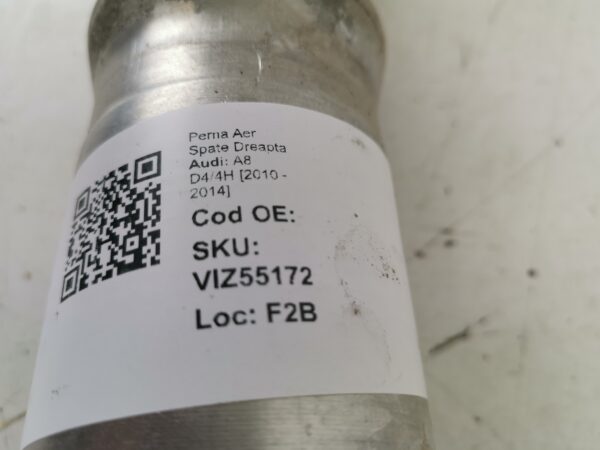 Perna Aer
Spate Dreapta
Audi: A8
D4/4H [2010 -
2014]
Cod OE:
SKU:
VIZ55172
Loc: F2B